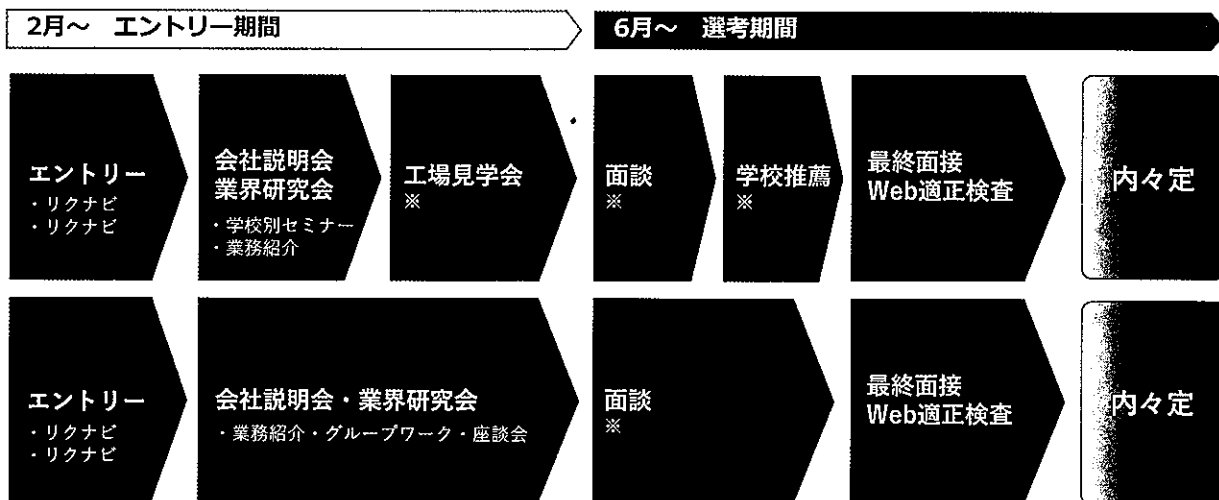 2月～　エントリー期間
6月～　選考期間
エントリー
・リクナビ
・リクナビ
会社説明会
業界研究会
・学校別セミナー
・業務紹介
工場見学会
※
面談
※
学校推薦
※
最終面接
Web適正検査
内々定
エントリー
・リクナビ
・リクナビ
会社説明会・業界研究会
・業務紹介・グループワーク・座談会
面談
※
最終面接
Web適正検査
内々定